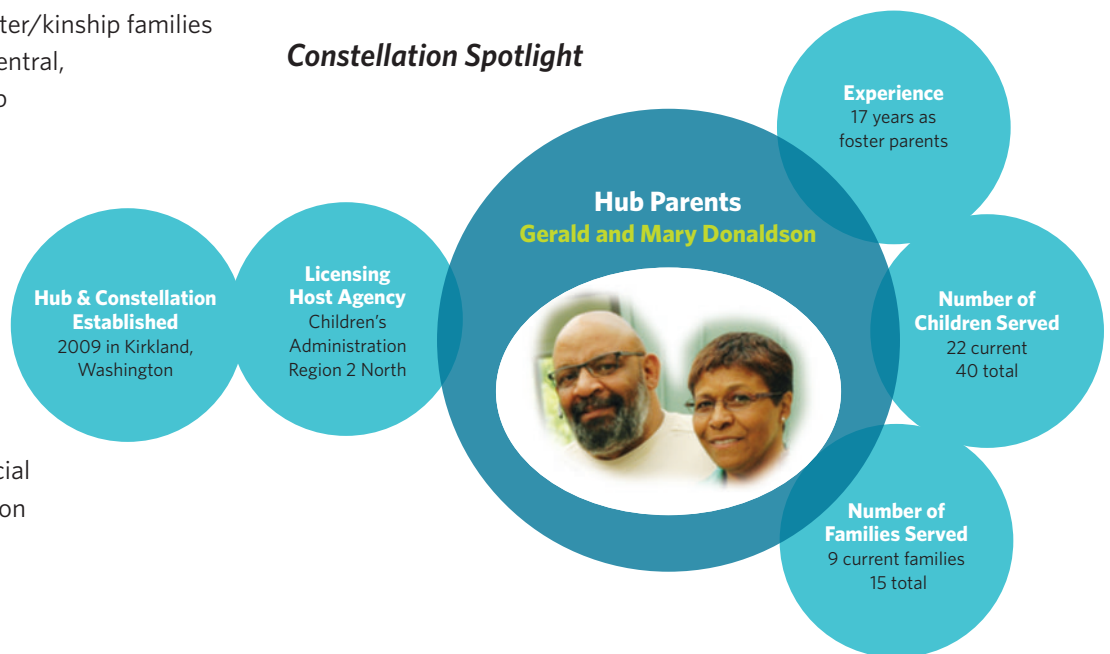 ter/kinship families
entral,
Constellation Spotlight
Experience
17 years as
foster parents
Hub Parents
Gerald and Mary Donaldson
Licensing
Host Agency
Children's
Administration
Region 2 North
Hub & Constellation
Established
2009 in Kirkland,
Washington
Number of
Children Served
22 current
40 total
cial
on
Number of
Families Served
9 current families
15 total